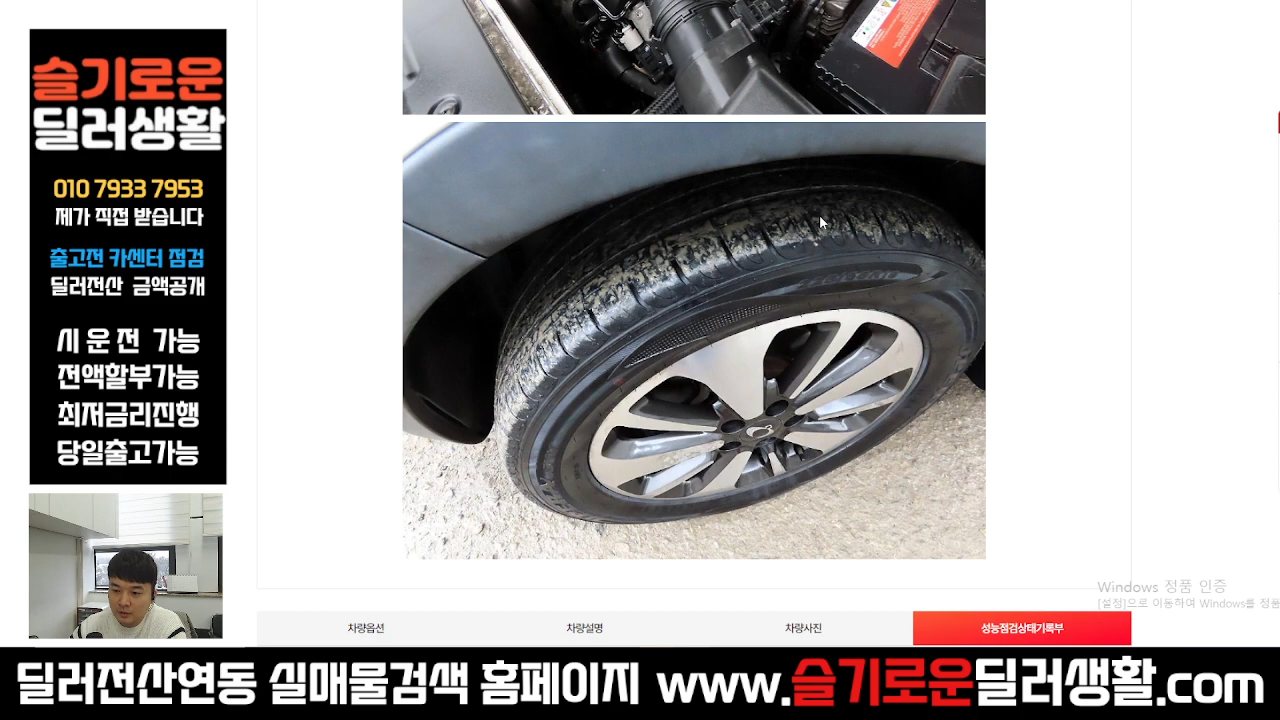 슬기로운
딜러생활
010 7933 7953
제가 직접 받습니다
출고전 카센터 점검
딜러전산 금액공개
시 운 전 가능
전액할부가능
최저금리진행
당일출고가능
Windows 정품 인증
[설정]으로 이동하여 Windows를 정품
차량옵션 차량설명 차량사진 성능점검상태기록부
딜러전산연동 실매물검색 홈페이지 www.슬기로운딜러생활.com